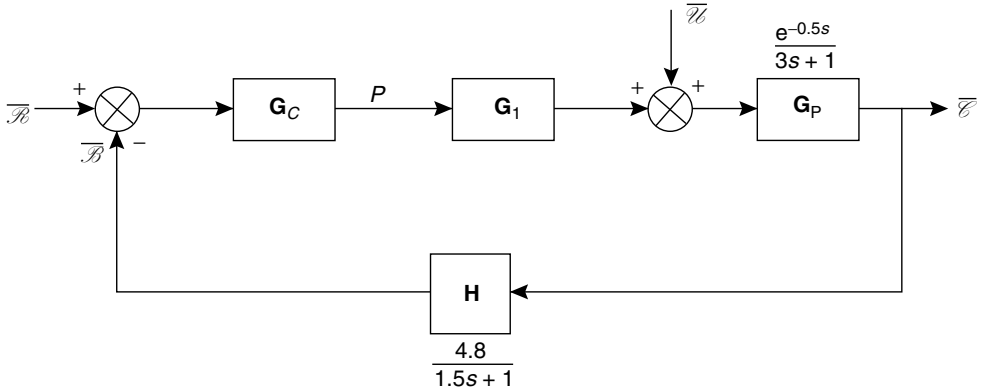 𝒰̅
e^{−0.5s}
3s + 1
+ P + +
ℛ̅ G_C G_1 G_P 𝒞̅
ℬ̅ −
H
4.8
1.5s + 1